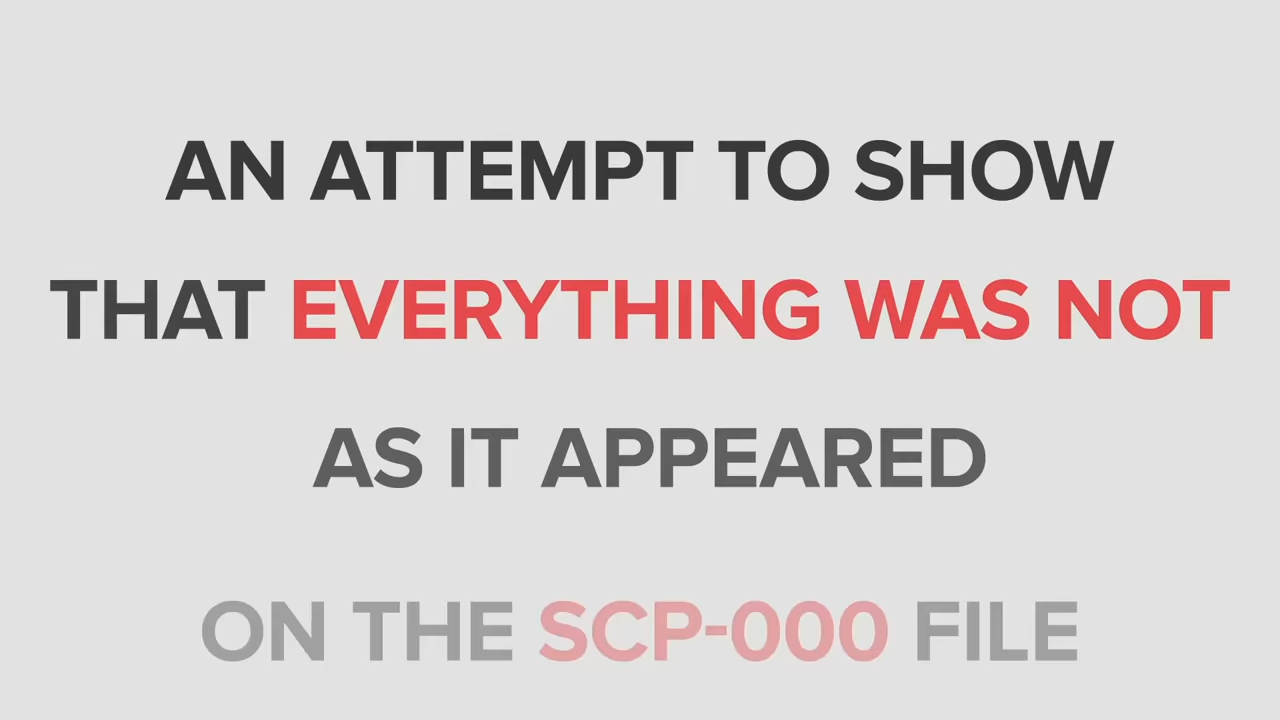 AN ATTEMPT TO SHOW
THAT EVERYTHING WAS NOT
AS IT APPEARED
ON THE SCP-000 FILE